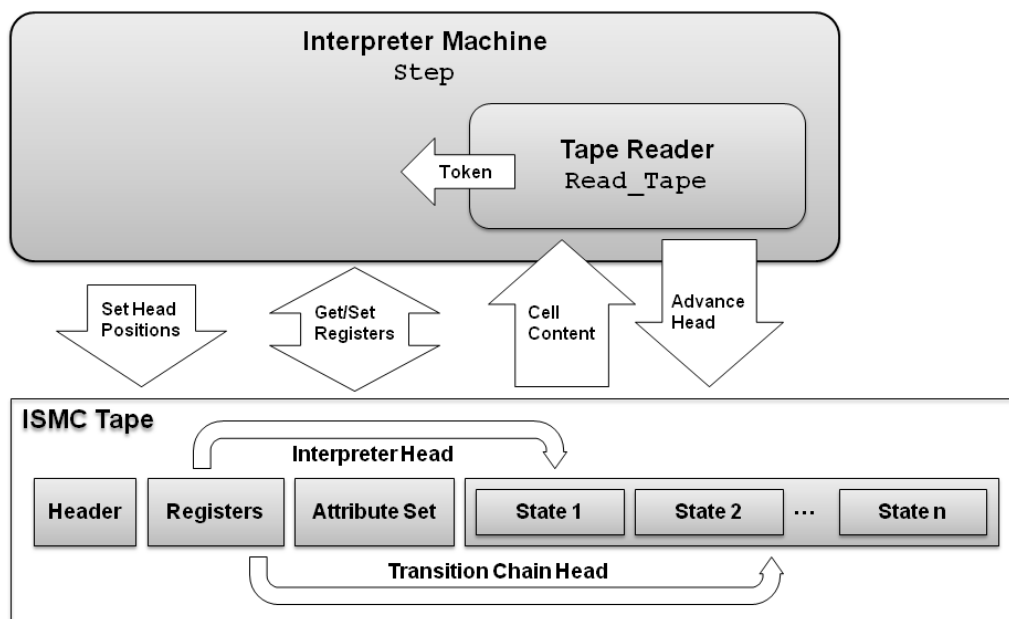 Interpreter Machine
Step
Tape Reader
Read_Tape
Token
Set Head
Positions
Get/Set
Registers
Cell
Content
Advance
Head
ISMC Tape
Interpreter Head
Header
Registers
Attribute Set
State 1
State 2
...
State n
Transition Chain Head